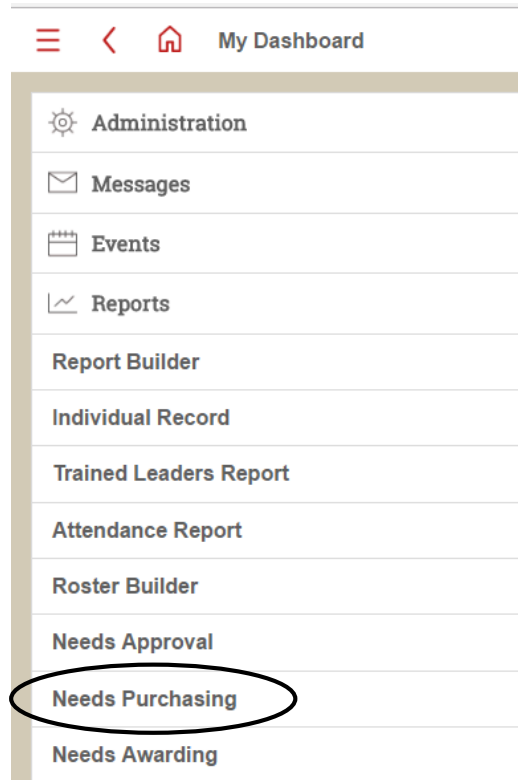 My Dashboard
Administration
Messages
Events
Reports
Report Builder
Individual Record
Trained Leaders Report
Attendance Report
Roster Builder
Needs Approval
Needs Purchasing
Needs Awarding